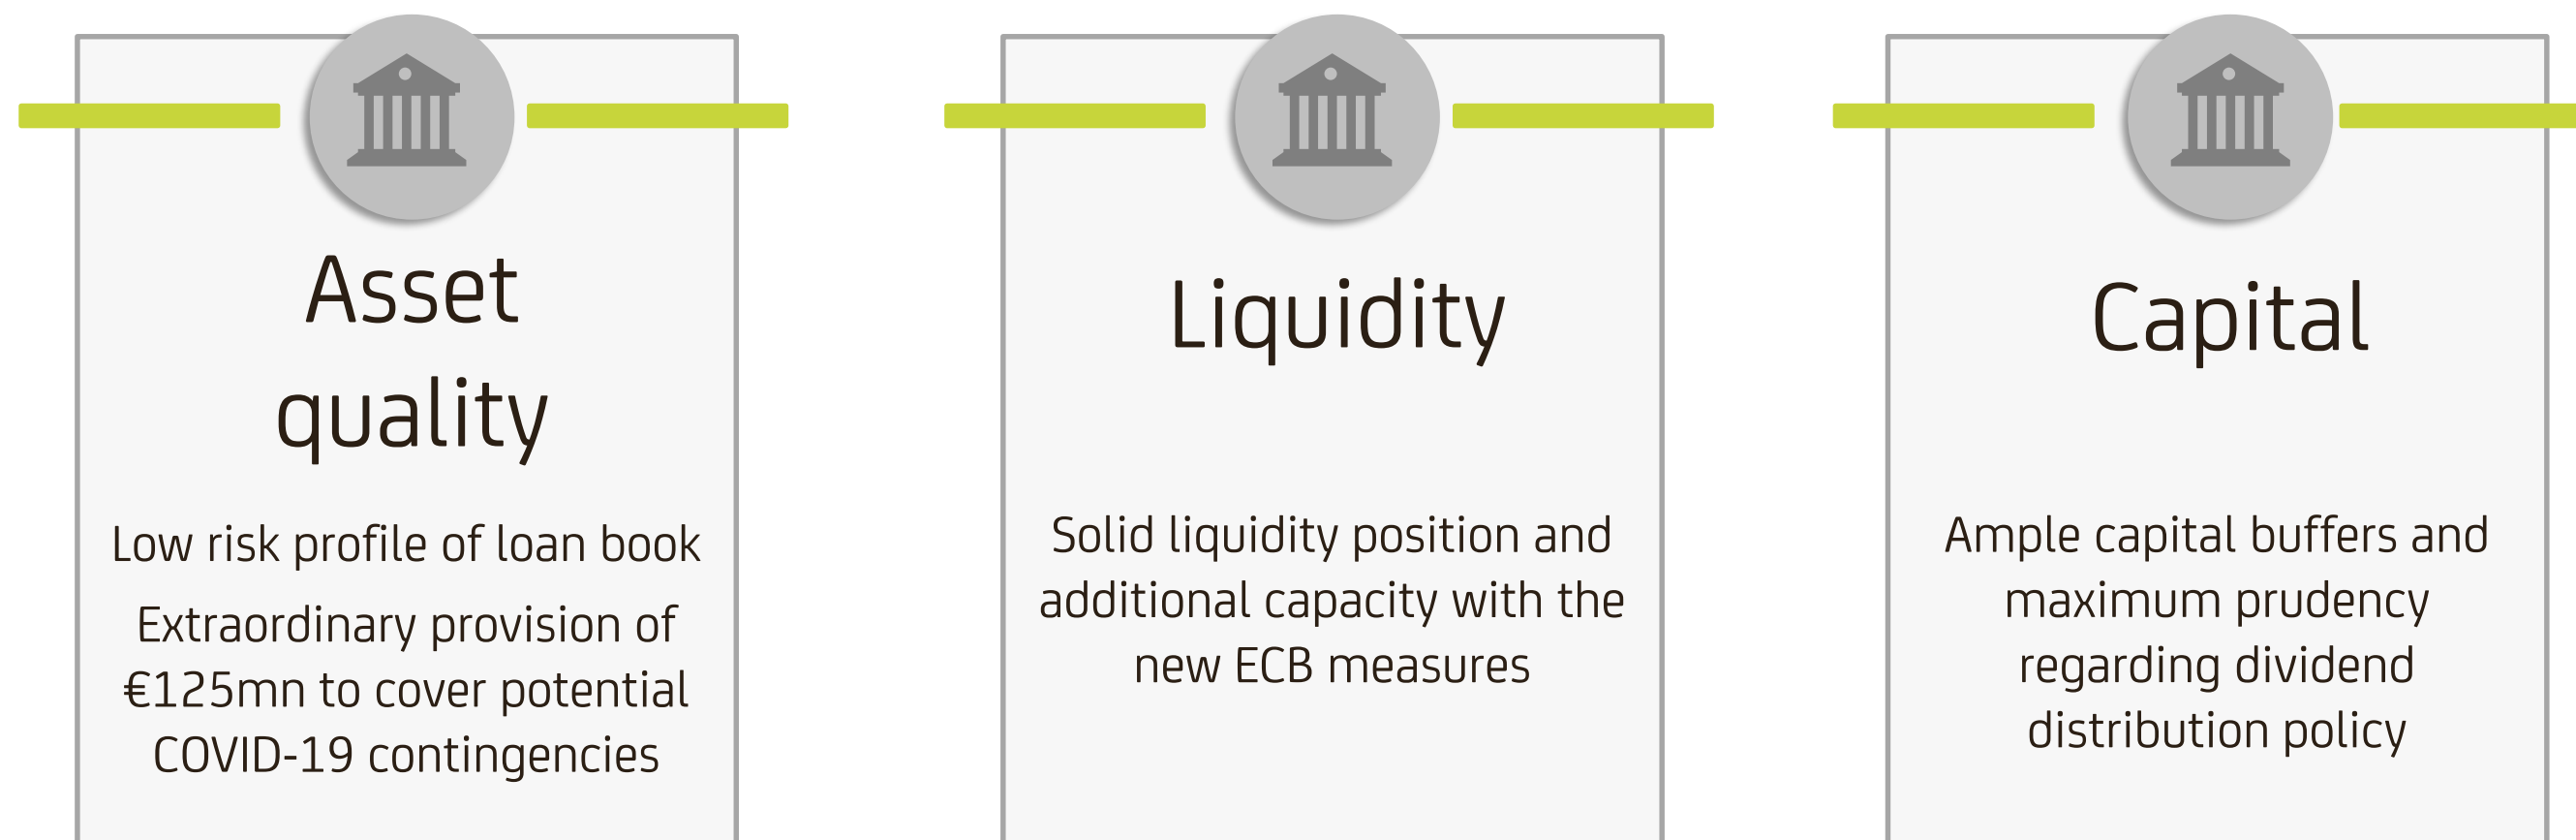 Asset
quality
Low risk profile of loan book
Extraordinary provision of
€125mn to cover potential
COVID-19 contingencies
Liquidity
Solid liquidity position and
additional capacity with the
new ECB measures
Capital
Ample capital buffers and
maximum prudency
regarding dividend
distribution policy